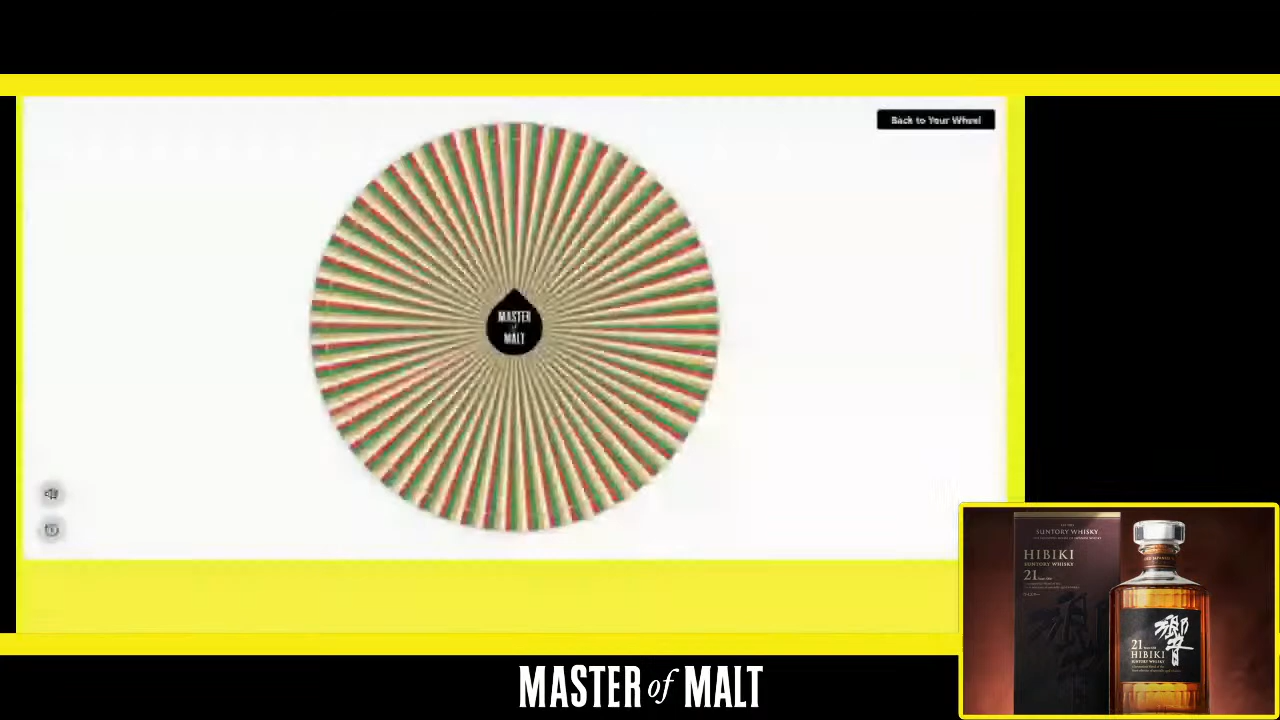 Back to Your Wheel
MASTER
of
MALT
SUNTORY WHISKY
HIBIKI
SUNTORY WHISKY
21
響
21
HIBIKI
SUNTORY WHISKY
MASTER of MALT